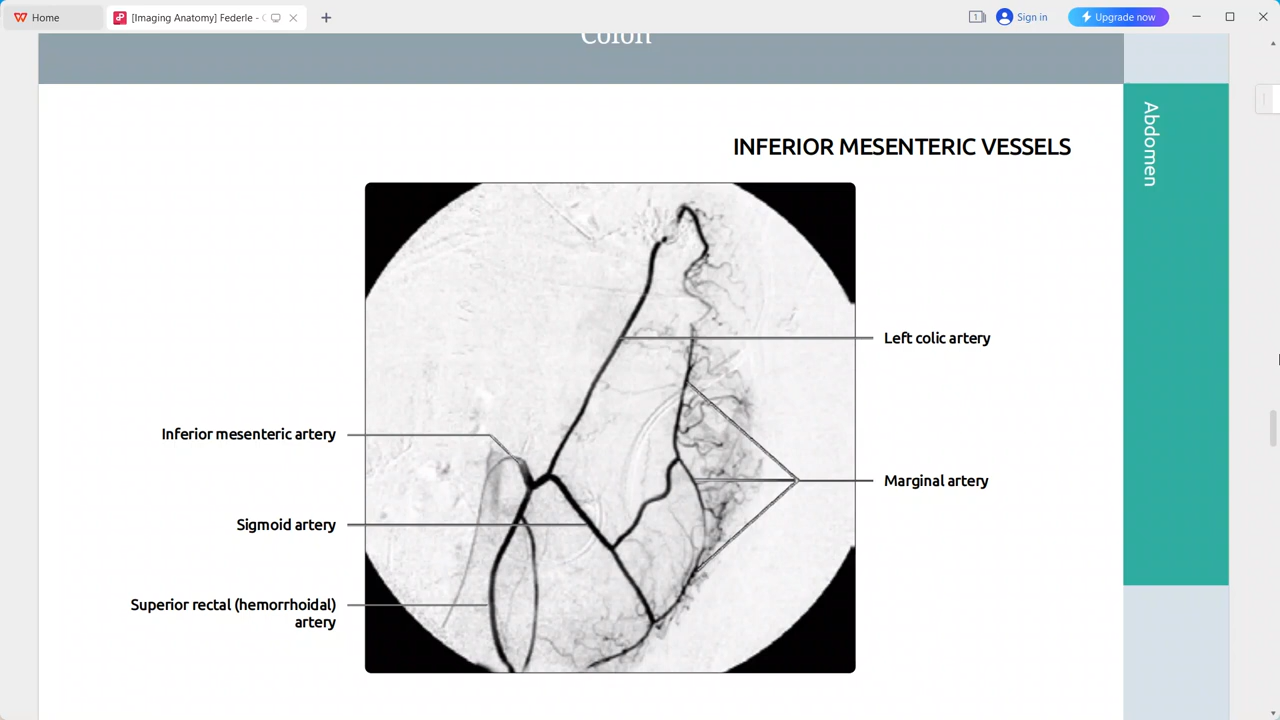 Home
[Imaging Anatomy] Federle -
1
Sign in
Upgrade now
Colon
Abdomen
INFERIOR MESENTERIC VESSELS
Left colic artery
Inferior mesenteric artery
Marginal artery
Sigmoid artery
Superior rectal (hemorrhoidal)
artery